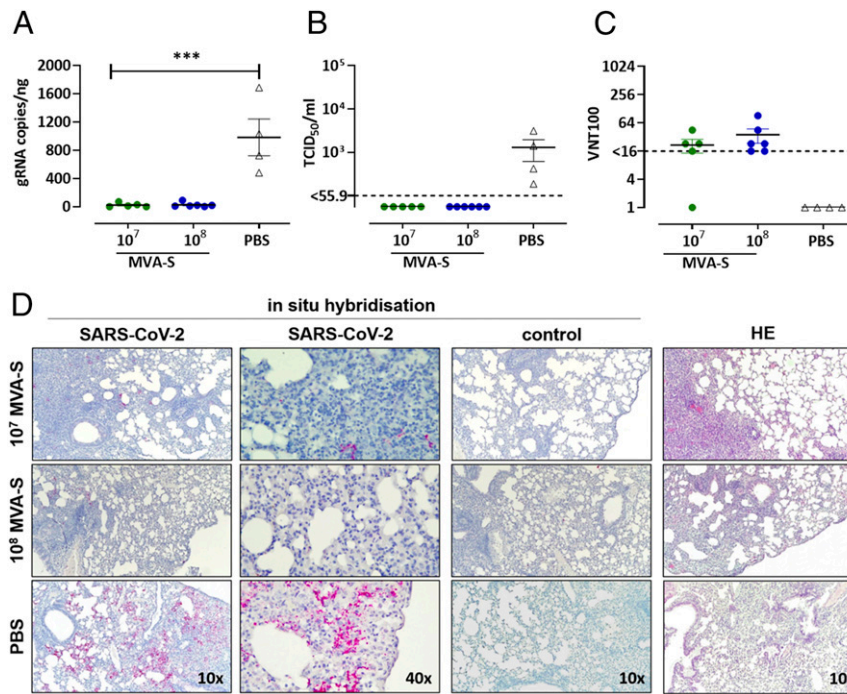 A
2000
1600
1200
800
400
0
gRNA copies/ng
***
10⁷ 10⁸ PBS
MVA-S
B
10⁵
10⁴
10³
<55.9
TCID₅₀/ml
10⁷ 10⁸ PBS
MVA-S
C
1024
256
64
<16
4
1
VNT100
10⁷ 10⁸ PBS
MVA-S
D
in situ hybridisation
SARS-CoV-2 SARS-CoV-2 control HE
10⁷ MVA-S
10⁸ MVA-S
PBS
10x 40x 10x